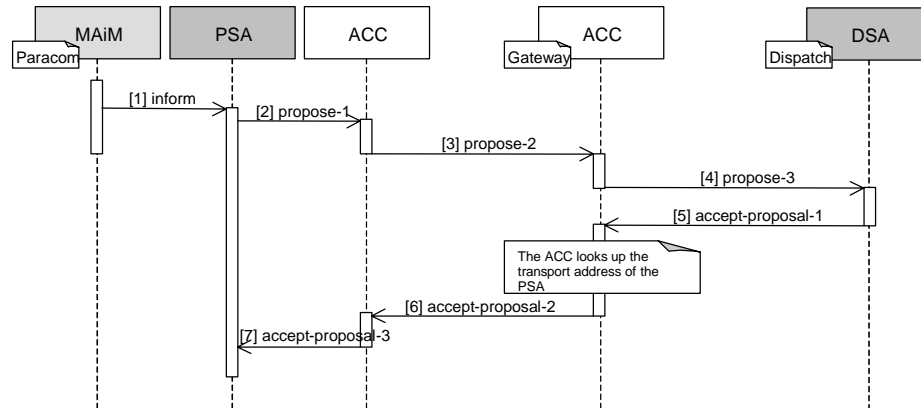 MAiM
PSA
ACC
ACC
DSA
Paracom
Gateway
Dispatch
[1] inform
[2] propose-1
[3] propose-2
[4] propose-3
[5] accept-proposal-1
The ACC looks up the
transport address of the
PSA
[6] accept-proposal-2
[7] accept-proposal-3